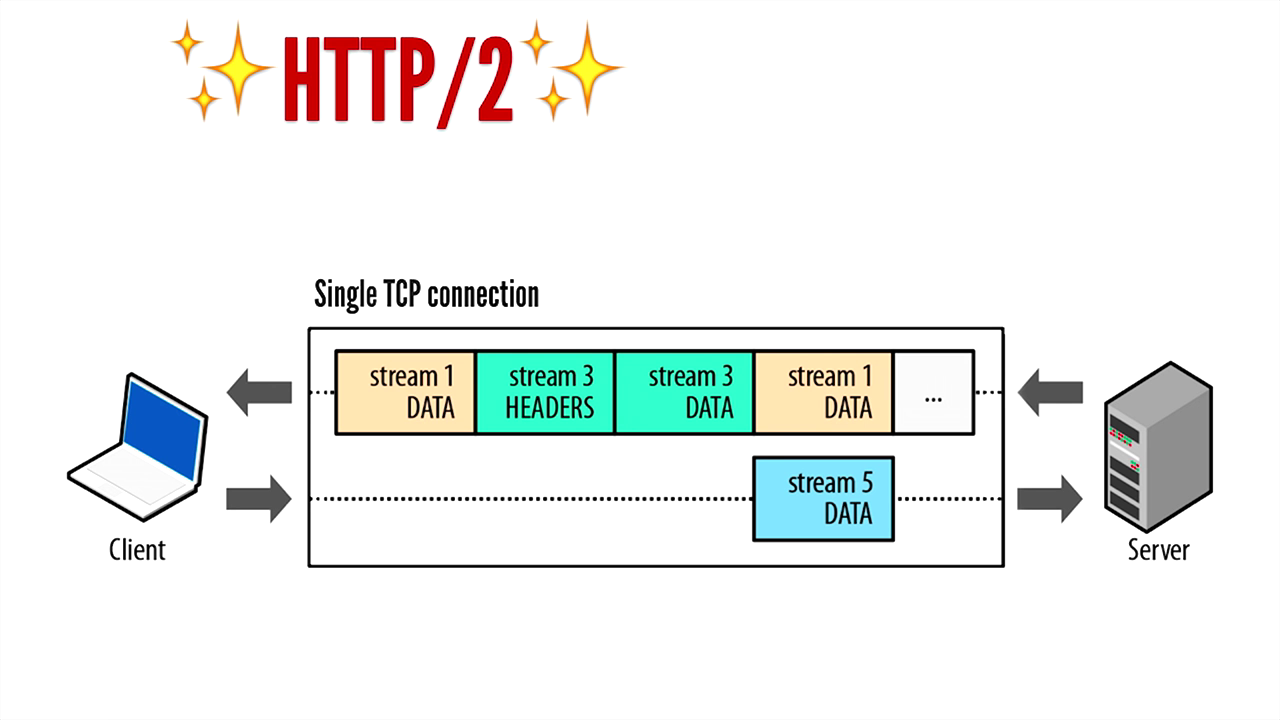 HTTP/2
Single TCP connection
stream 1
DATA
stream 3
HEADERS
stream 3
DATA
stream 1
DATA
...
stream 5
DATA
Client
Server